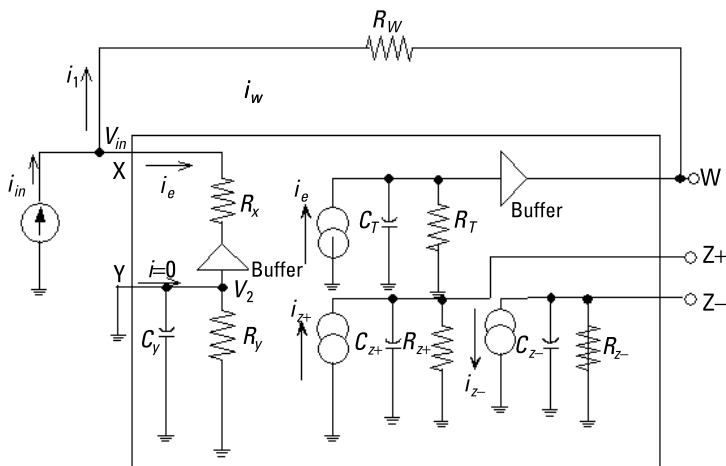 R_W
i_1
i_w
V_in
X
i_in
i_e
R_x
i_e
C_T
R_T
Buffer
W
Y
i=0
Buffer
V_2
Z+
Z−
C_y
R_y
i_z+
C_z+
R_z+
i_z−
C_z−
R_z−